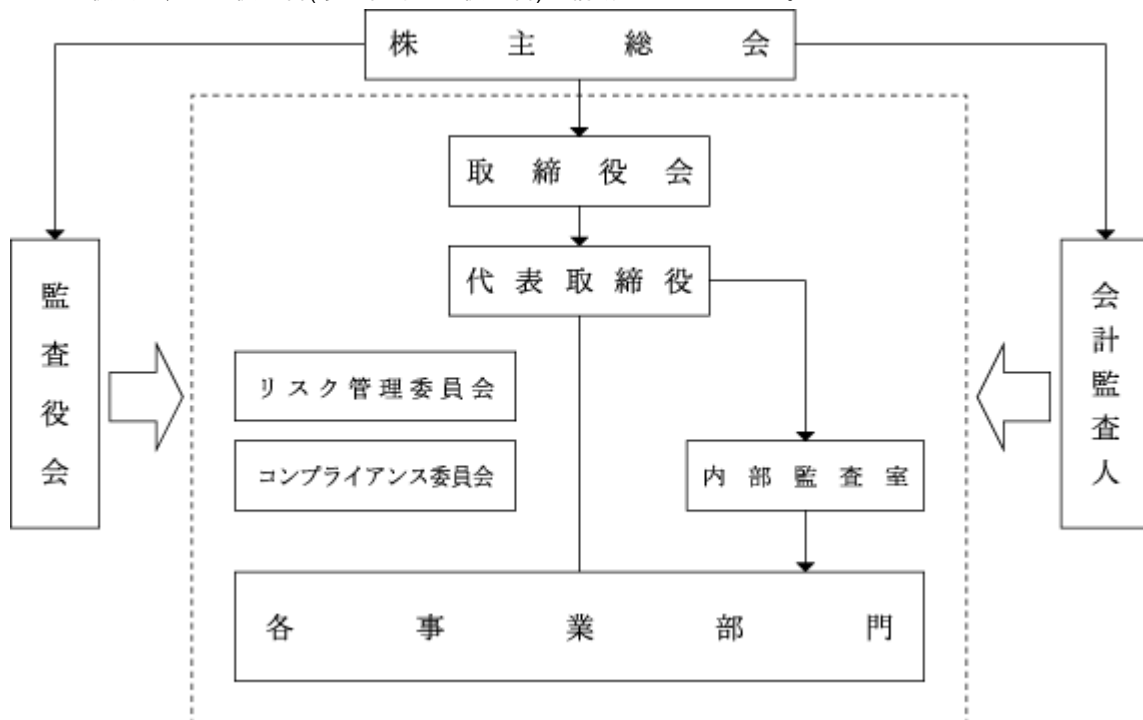 株主総会
取締役会
代表取締役
監査役会
会計監査人
リスク管理委員会
コンプライアンス委員会
内部監査室
各事業部門